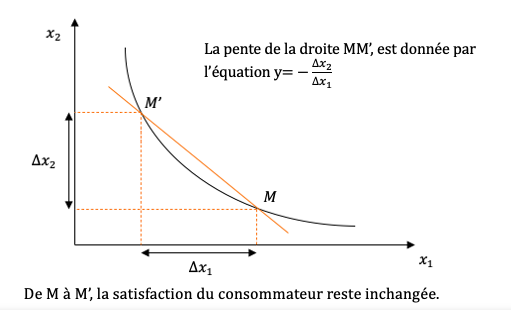 x₂
La pente de la droite MM’, est donnée par
l’équation y= −Δx₂/Δx₁
M’
Δx₂
M
x₁
Δx₁
De M à M’, la satisfaction du consommateur reste inchangée.